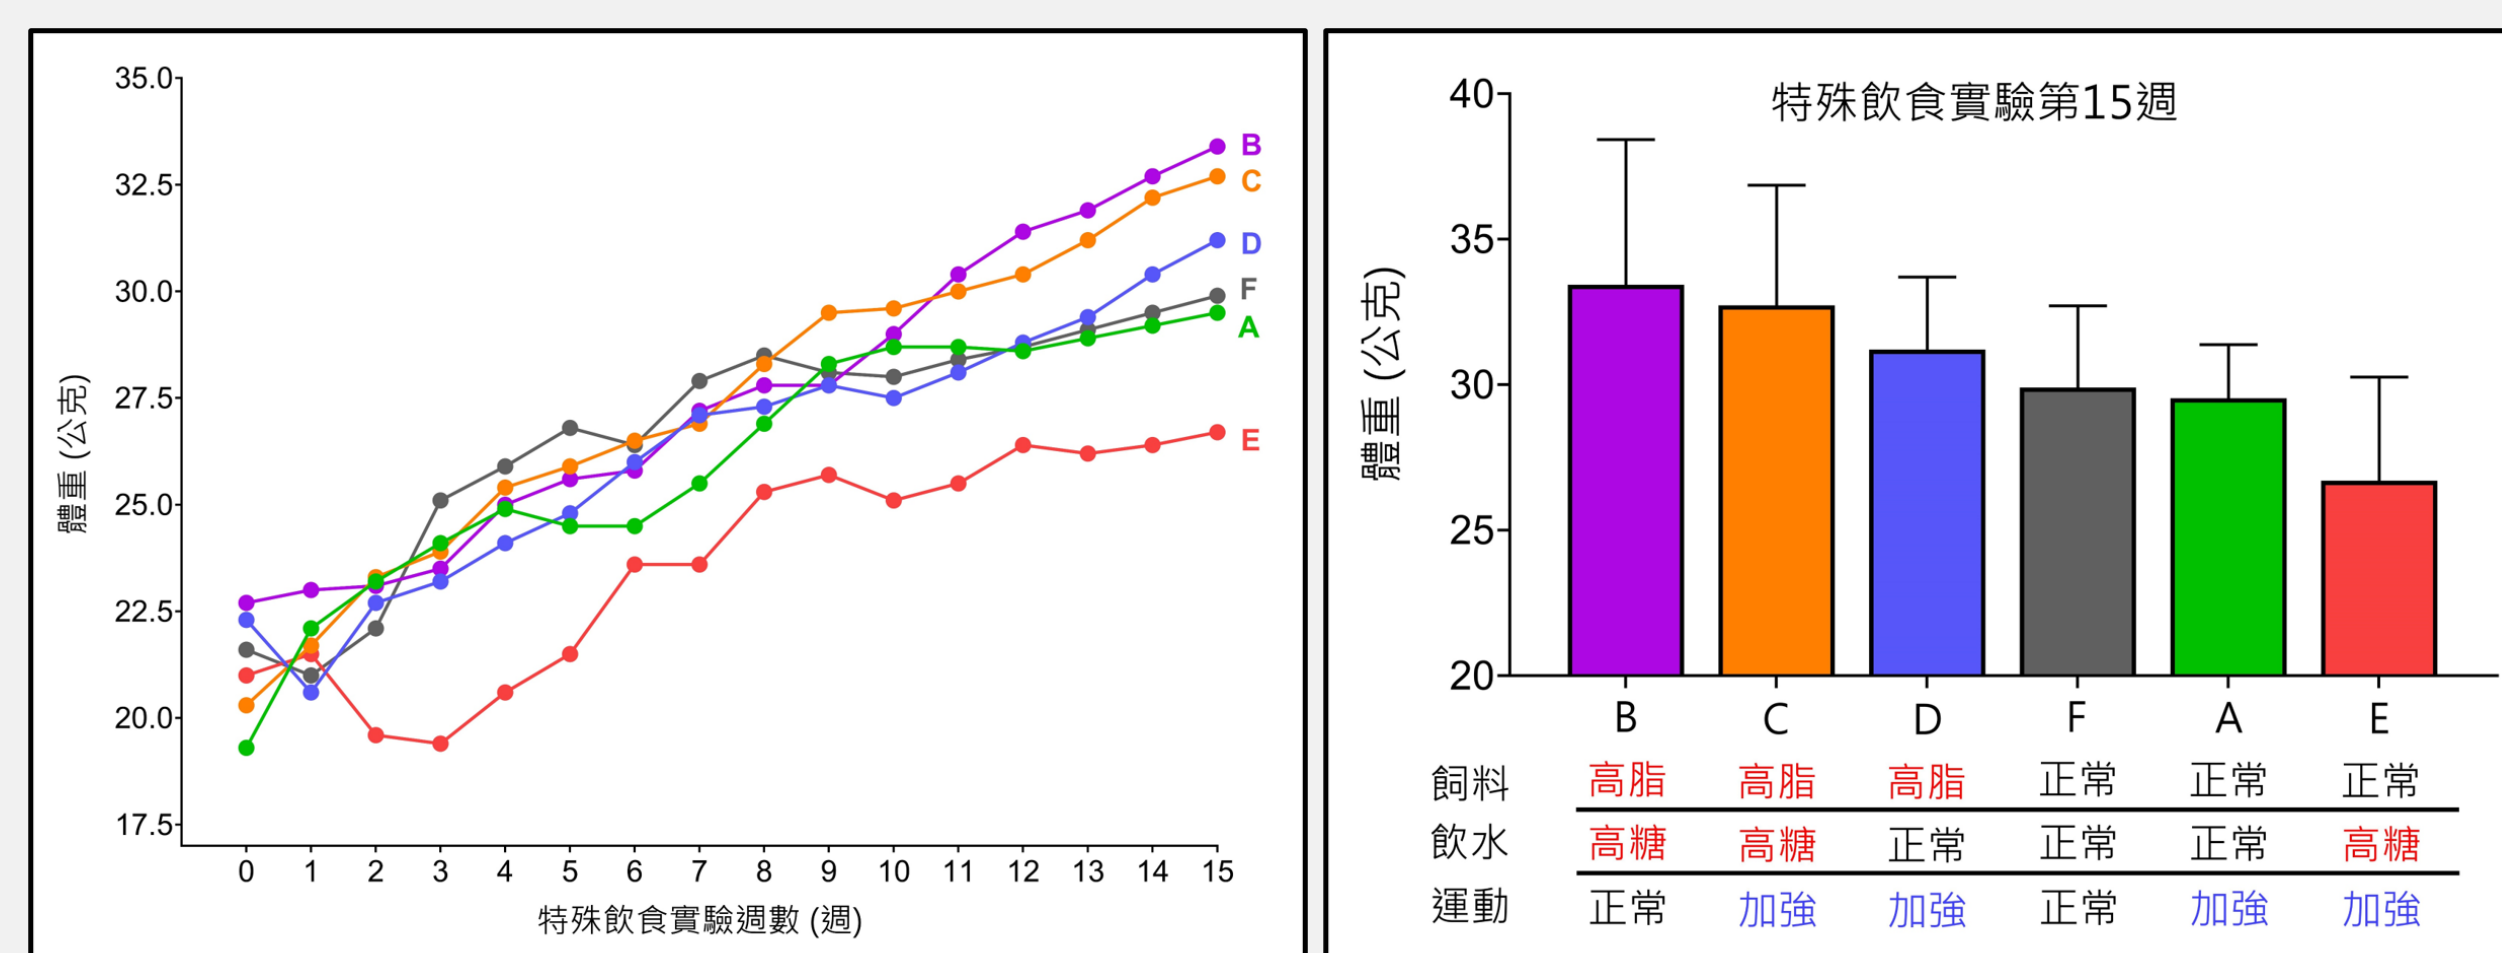 35.0
32.5
30.0
27.5
25.0
22.5
20.0
17.5
體重 (公克)
B
C
D
F
A
E
0 1 2 3 4 5 6 7 8 9 10 11 12 13 14 15
特殊飲食實驗週數 (週)
特殊飲食實驗第15週
40
35
30
25
20
體重 (公克)
B C D F A E
飼料 高脂 高脂 高脂 正常 正常 正常
飲水 高糖 高糖 正常 正常 正常 高糖
運動 正常 加強 加強 正常 加強 加強